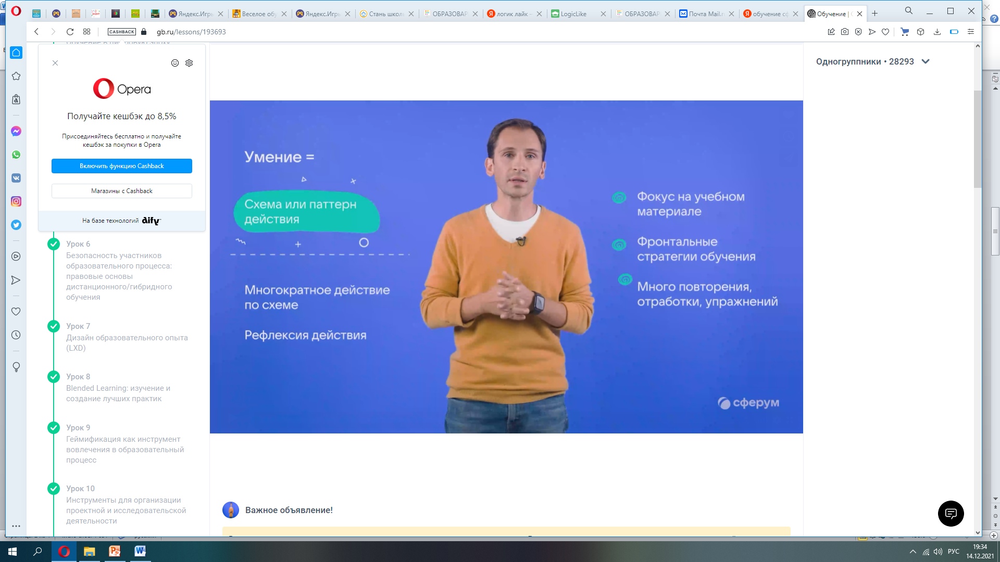 Яндекс.Игры
Веселое обу
Яндекс.Игры
Стань школь
ОБРАЗОВАР
логик лайк -
LogicLike
ОБРАЗОВАР
Почта Mail.r
обучение сф
Обучение |
CASHBACK
gb.ru/lessons/193693
Opera
Получайте кешбэк до 8,5%
Присоединяйтесь бесплатно и получайте
кешбэк за покупки в Opera
Включить функцию Cashback
Магазины с Cashback
На базе технологий dify
Урок 6
Безопасность участников
образовательного процесса:
правовые основы
дистанционного/гибридного
обучения
Урок 7
Дизайн образовательного опыта
(LXD)
Урок 8
Blended Learning: изучение и
создание лучших практик
Урок 9
Геймификация как инструмент
вовлечения в образовательный
процесс
Урок 10
Инструменты для организации
проектной и исследовательской
деятельности
Умение =
Схема или паттерн
действия
Многократное действие
по схеме
Рефлексия действия
Фокус на учебном
материале
Фронтальные
стратегии обучения
Много повторения,
отработки, упражнений
сферум
Важное объявление!
Одногруппники • 28293
РУС
19:34
14.12.2021